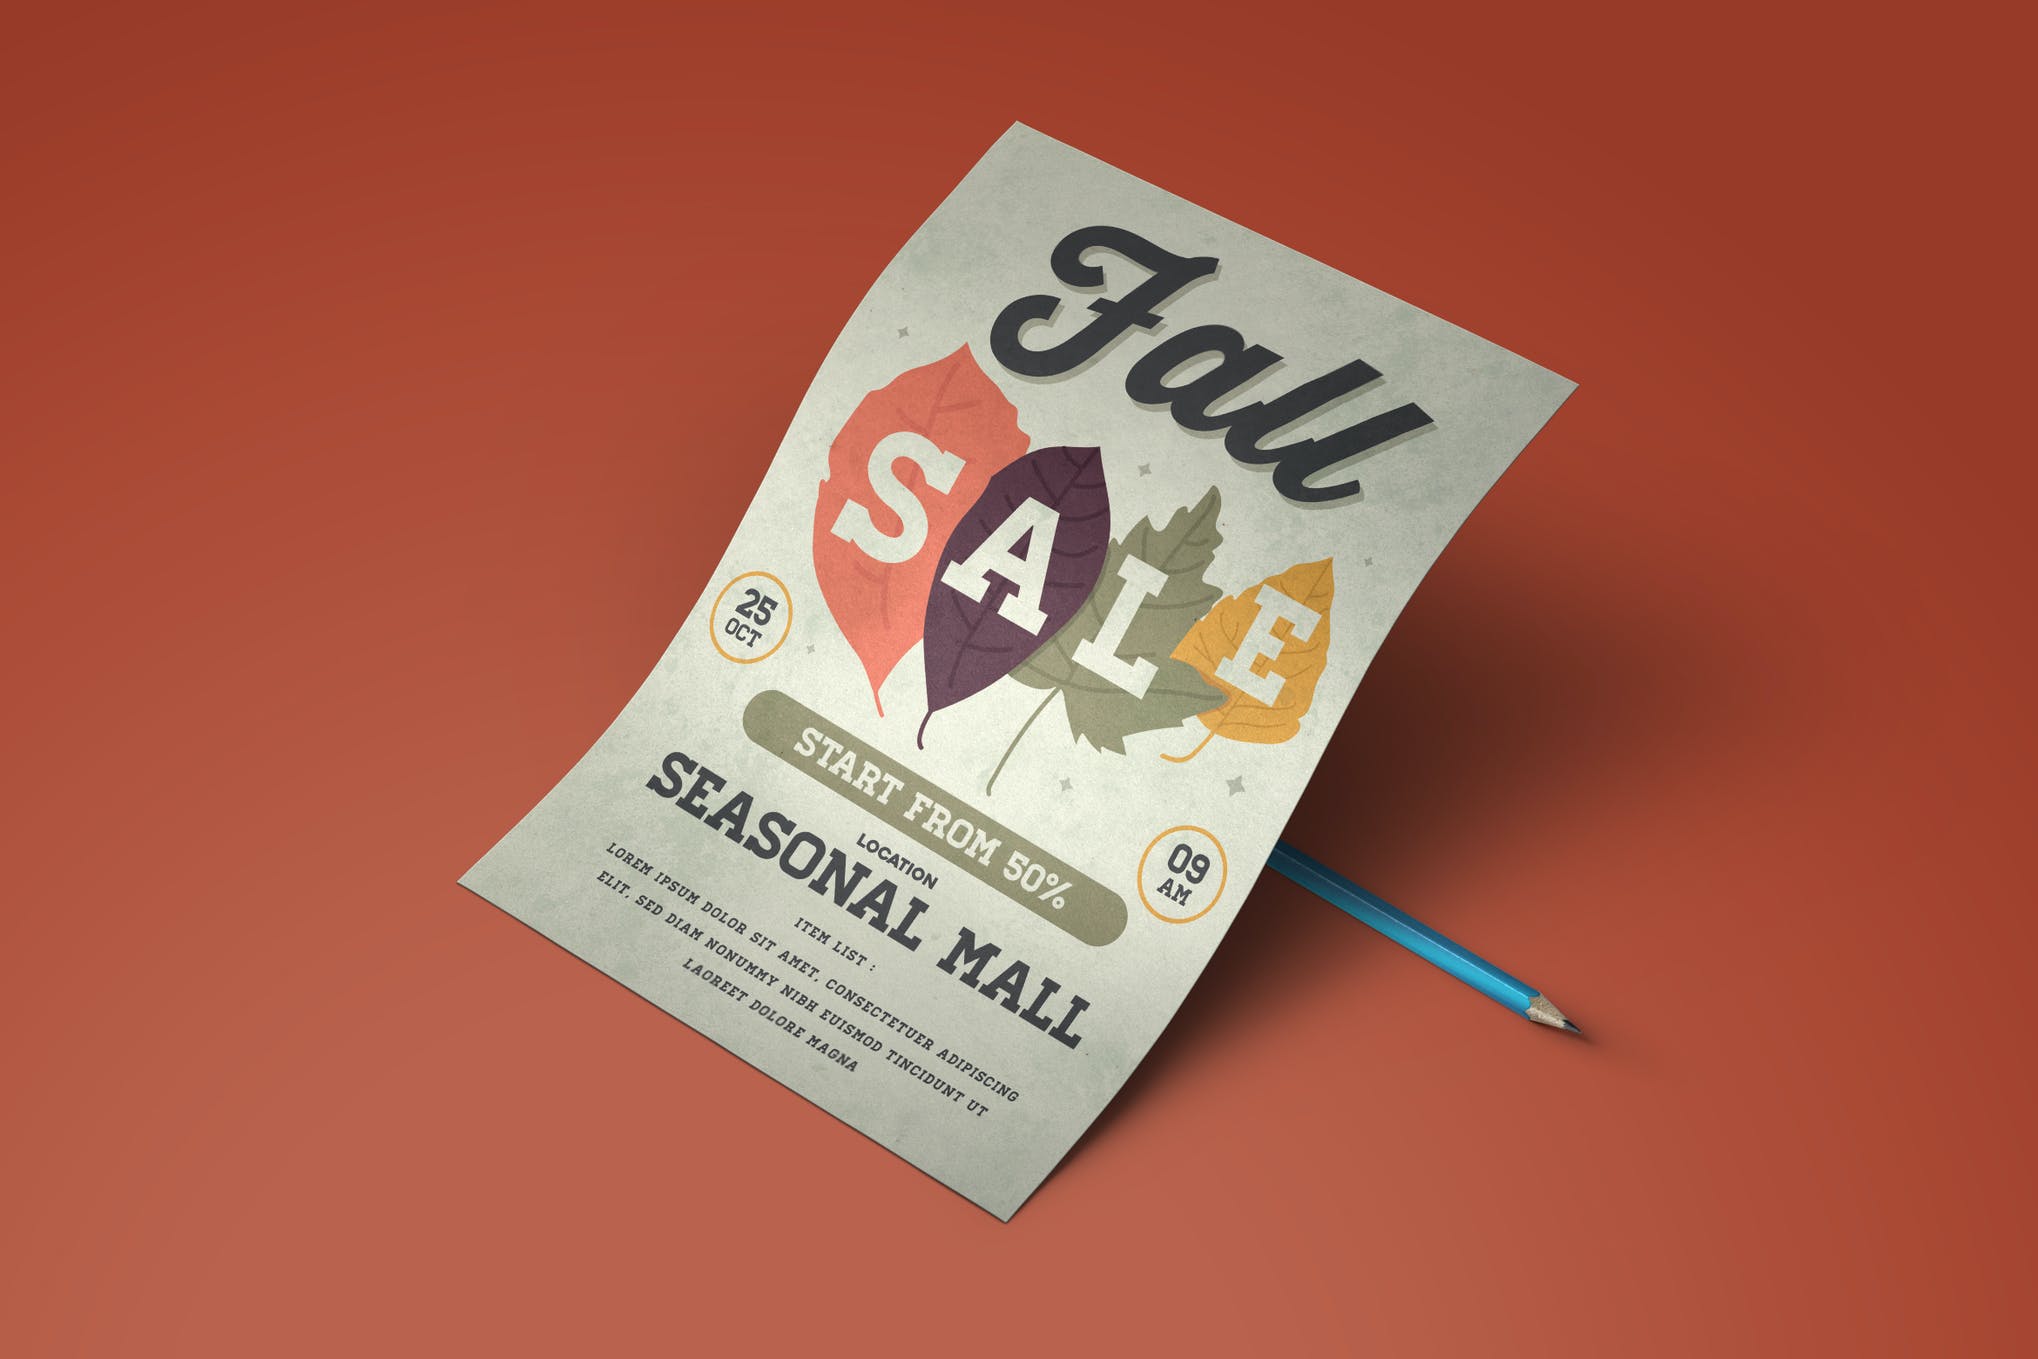 Fall
SALE
25
OCT
START FROM 50%
09
AM
LOCATION
SEASONAL MALL
ITEM LIST :
LOREM IPSUM DOLOR SIT AMET, CONSECTETUER ADIPISCING
ELIT, SED DIAM NONUMMY NIBH EUISMOD TINCIDUNT UT
LAOREET DOLORE MAGNA